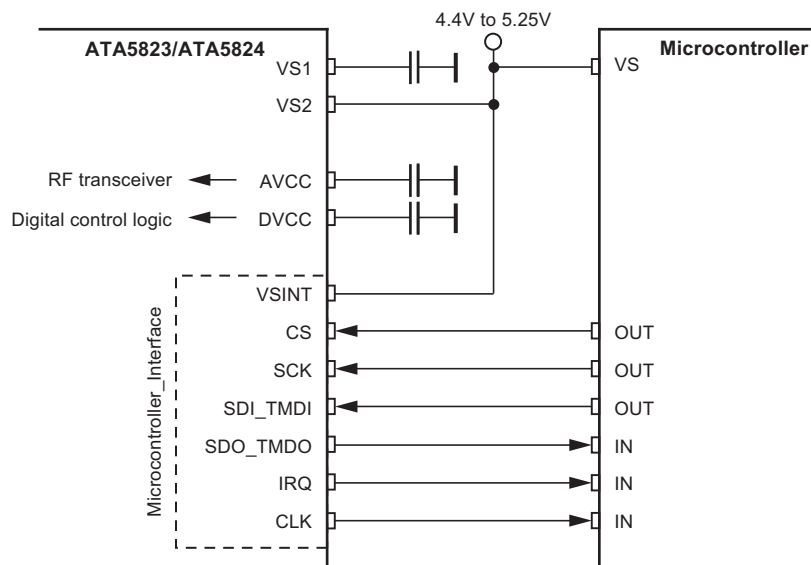 4.4V to 5.25V
ATA5823/ATA5824
Microcontroller
VS1
VS
VS2
RF transceiver
AVCC
Digital control logic
DVCC
Microcontroller_Interface
VSINT
CS
OUT
SCK
OUT
SDI_TMDI
OUT
SDO_TMDO
IN
IRQ
IN
CLK
IN